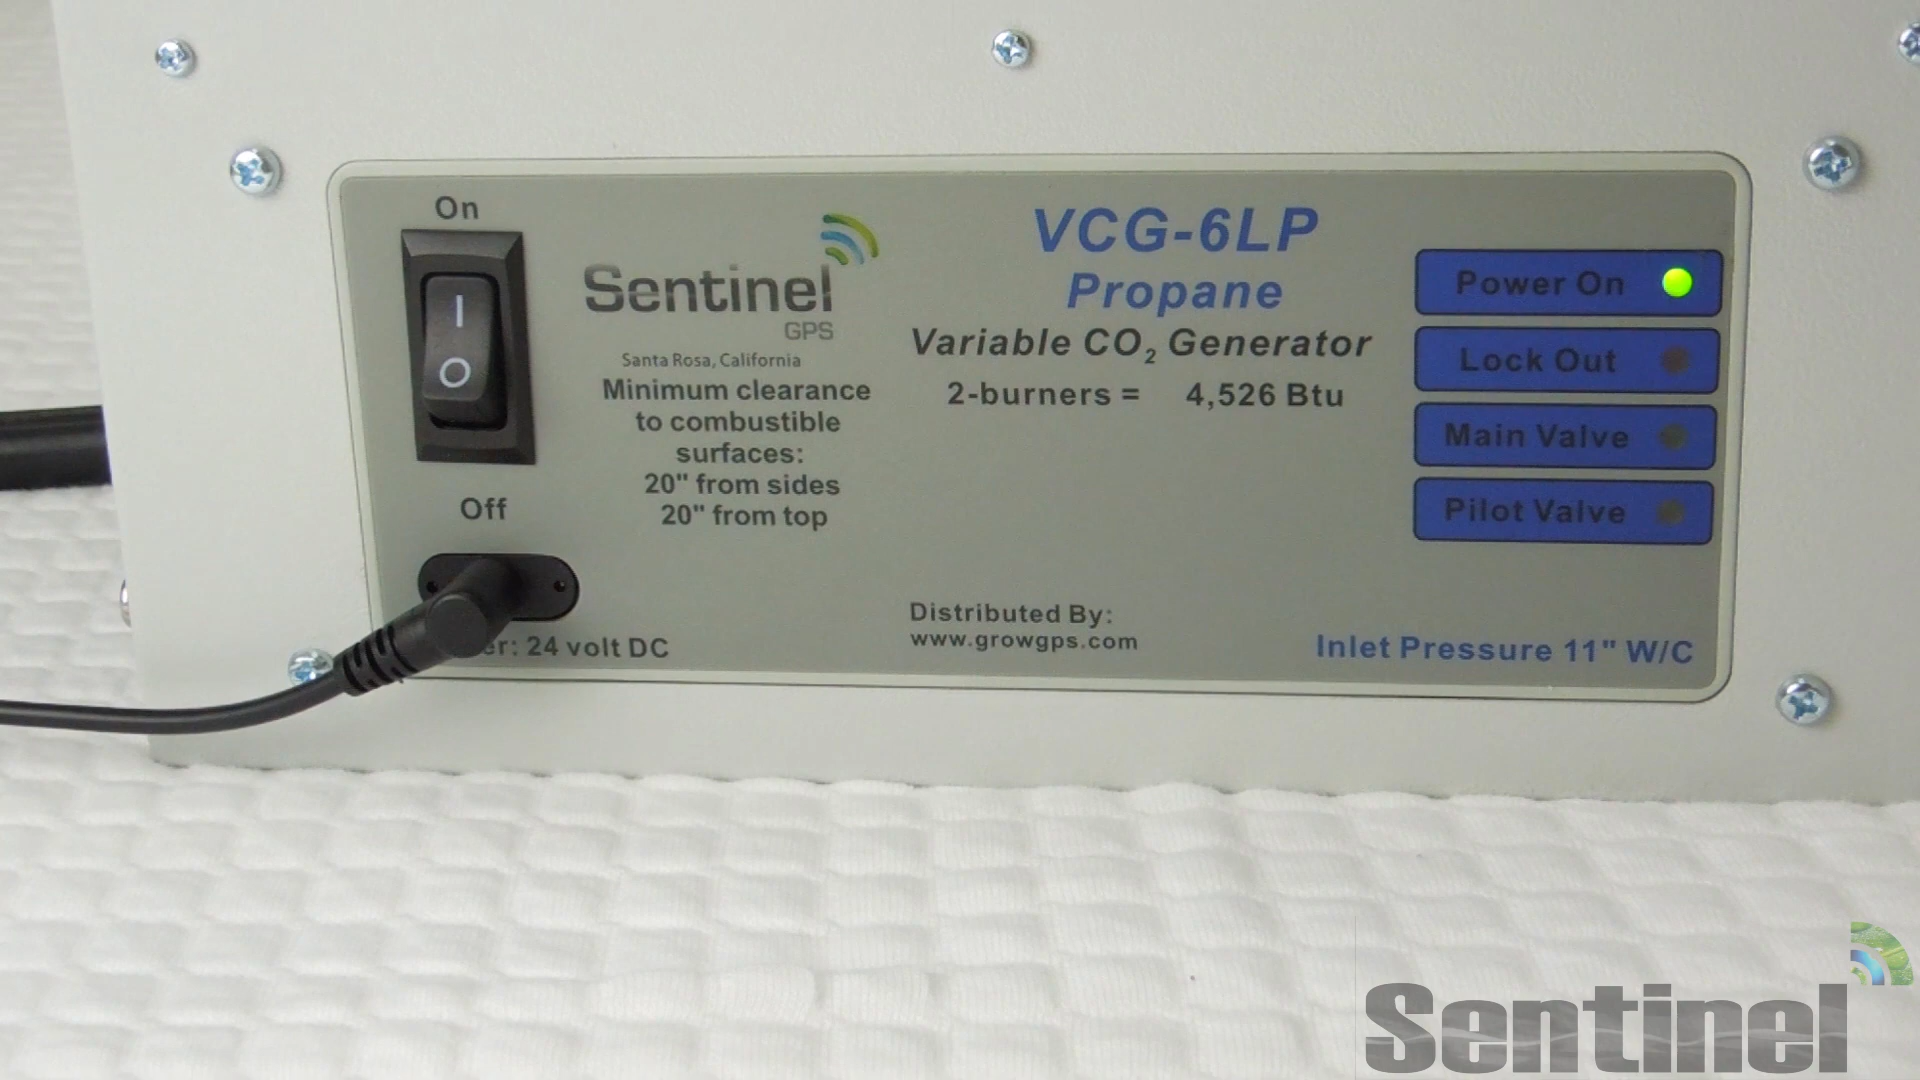 On
I
O
Off
Sentinel
GPS
Santa Rosa, California
Minimum clearance
to combustible
surfaces:
20" from sides
20" from top
24 volt DC
VCG-6LP
Propane
Variable CO₂ Generator
2-burners = 4,526 Btu
Distributed By:
www.growgps.com
Power On
Lock Out
Main Valve
Pilot Valve
Inlet Pressure 11" W/C
Sentinel